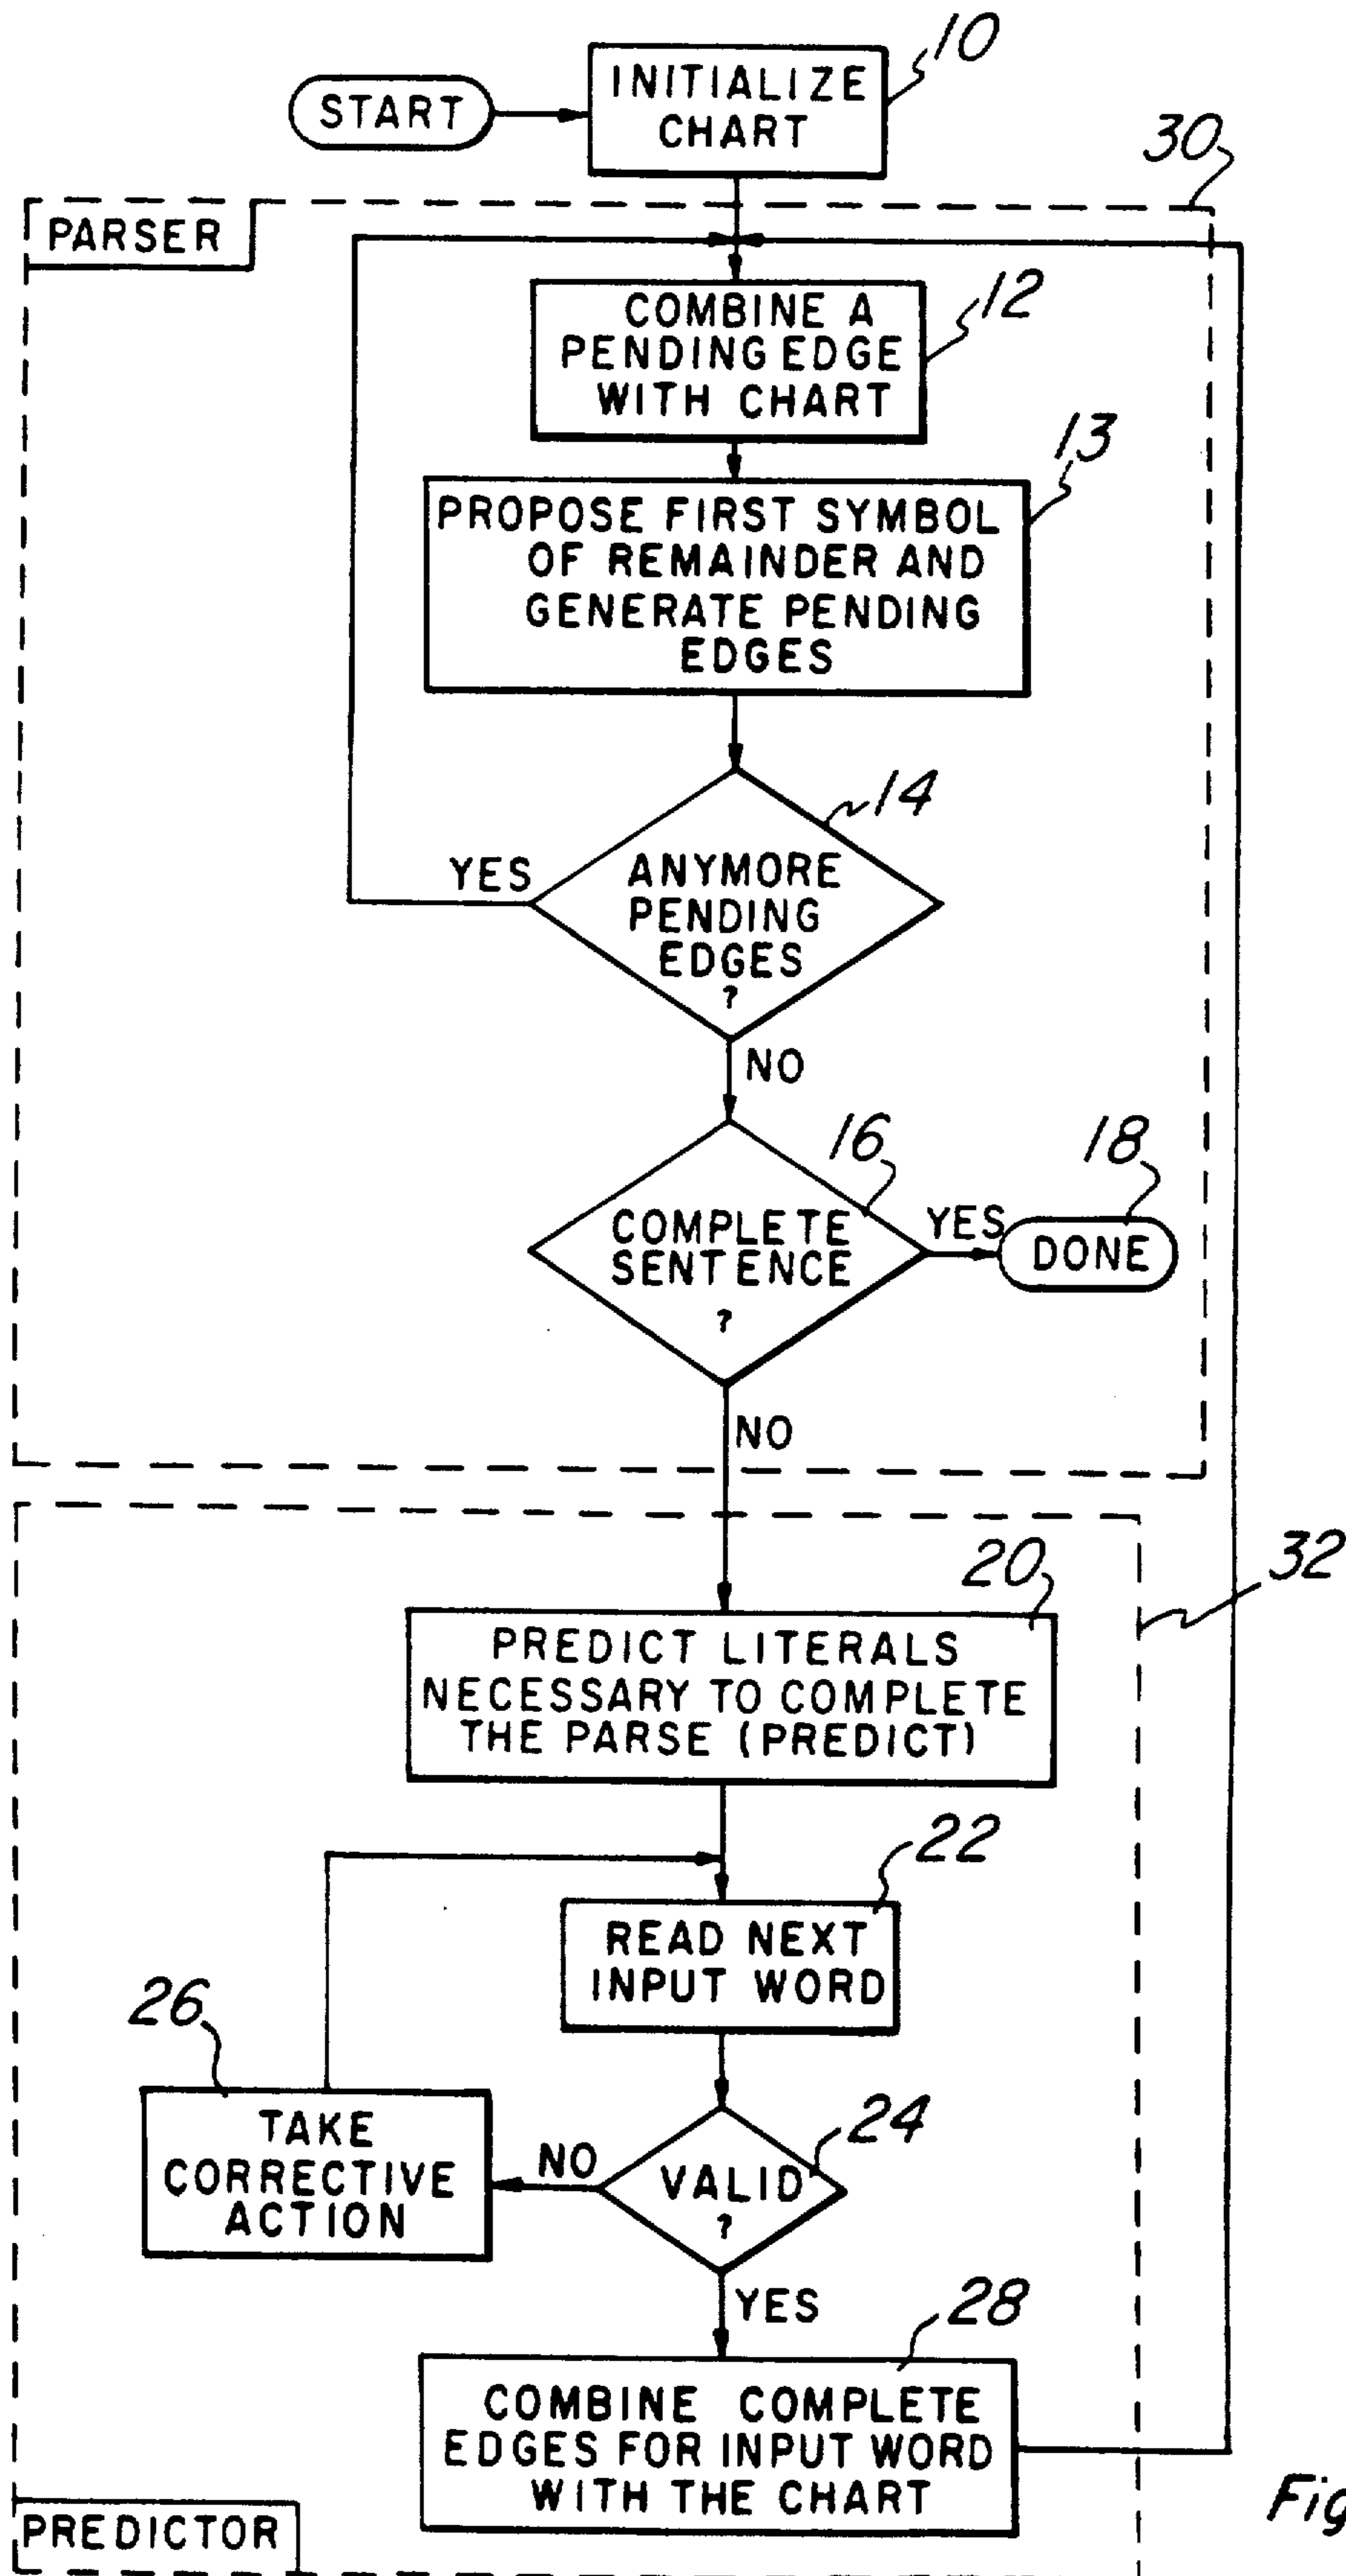 10
START
INITIALIZE
CHART
30
PARSER
12
COMBINE A
PENDING EDGE
WITH CHART
13
PROPOSE FIRST SYMBOL
OF REMAINDER AND
GENERATE PENDING
EDGES
14
YES
ANYMORE
PENDING
EDGES
?
NO
16
18
COMPLETE
SENTENCE
?
YES
DONE
NO
32
20
PREDICT LITERALS
NECESSARY TO COMPLETE
THE PARSE (PREDICT)
22
READ NEXT
INPUT WORD
26
TAKE
CORRECTIVE
ACTION
24
NO
VALID
?
YES
28
COMBINE COMPLETE
EDGES FOR INPUT WORD
WITH THE CHART
Fig
PREDICTOR